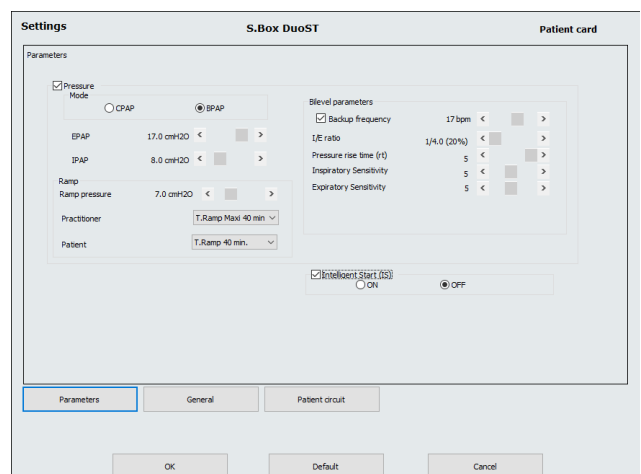 Settings S.Box DuoST Patient card
Parameters
Pressure
Mode
CPAP BPAP
EPAP 17.0 cmH2O
IPAP 8.0 cmH2O
Ramp
Ramp pressure 7.0 cmH2O
Practitioner T.Ramp Maxi 40 min
Patient T.Ramp 40 min.
Bilevel parameters
Backup frequency 17 bpm
I/E ratio 1/4.0 (20%)
Pressure rise time (rt) 5
Inspiratory Sensitivity 5
Expiratory Sensitivity 5
Intelligent Start (IS)
ON OFF
Parameters General Patient circuit
OK Default Cancel